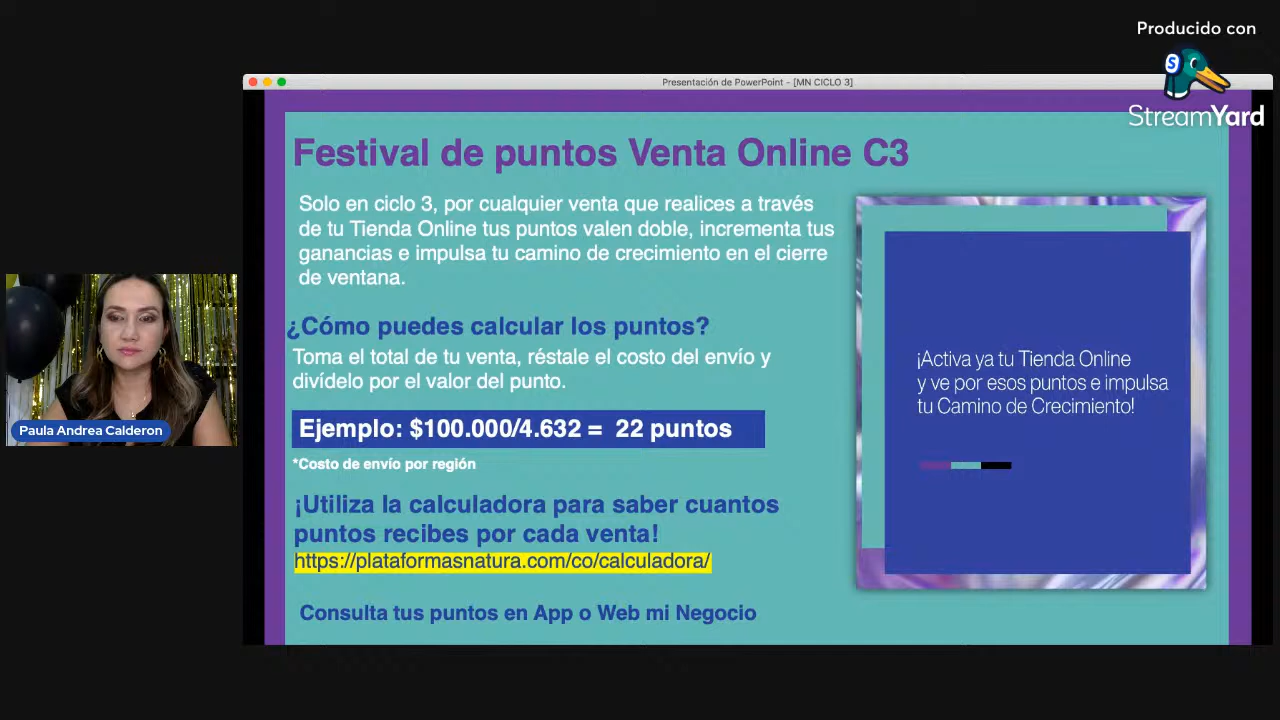 Producido con
StreamYard
Presentación de PowerPoint - [MN CICLO 3]
Festival de puntos Venta Online C3
Solo en ciclo 3, por cualquier venta que realices a través
de tu Tienda Online tus puntos valen doble, incrementa tus
ganancias e impulsa tu camino de crecimiento en el cierre
de ventana.
¿Cómo puedes calcular los puntos?
Toma el total de tu venta, réstale el costo del envío y
divídelo por el valor del punto.
Ejemplo: $100.000/4.632 = 22 puntos
*Costo de envío por región
¡Utiliza la calculadora para saber cuantos
puntos recibes por cada venta!
https://plataformasnatura.com/co/calculadora/
Consulta tus puntos en App o Web mi Negocio
¡Activa ya tu Tienda Online
y ve por esos puntos e impulsa
tu Camino de Crecimiento!
Paula Andrea Calderon